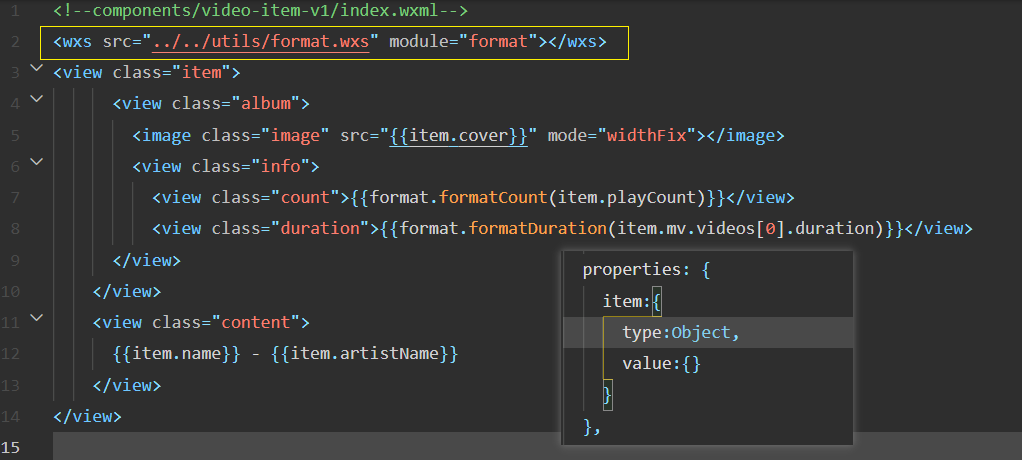 1 <!--components/video-item-v1/index.wxml-->
2 <wxs src="../../utils/format.wxs" module="format"></wxs>
3 <view class="item">
4 <view class="album">
5 <image class="image" src="{{item.cover}}" mode="widthFix"></image>
6 <view class="info">
7 <view class="count">{{format.formatCount(item.playCount)}}</view>
8 <view class="duration">{{format.formatDuration(item.mv.videos[0].duration)}}</view>
9 </view>
10 </view>
11 <view class="content">
12 {{item.name}} - {{item.artistName}}
13 </view>
14 </view>
15
properties: {
item:{
type:Object,
value:{}
}
},